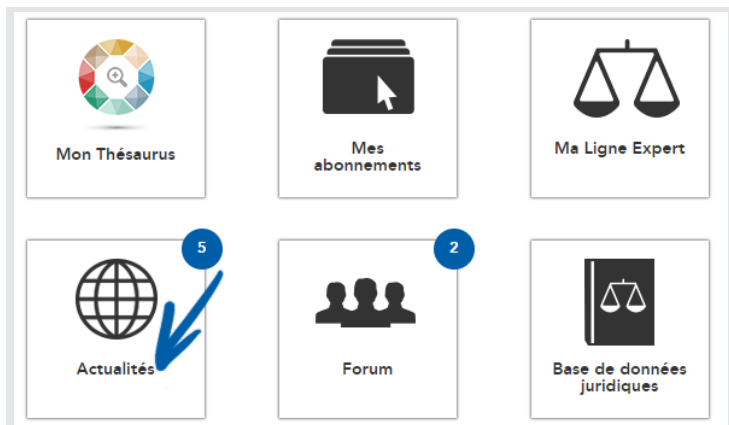 Mon Thésaurus
Mes
abonnements
Ma Ligne Expert
5
Actualités
2
Forum
Base de données
juridiques